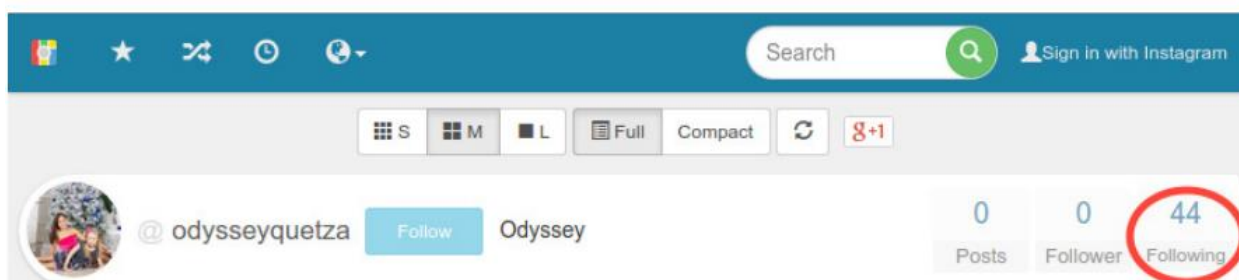 Search
Sign in with Instagram
S M L Full Compact g+1
@ odysseyquetza Follow Odyssey
0 0 44
Posts Follower Following